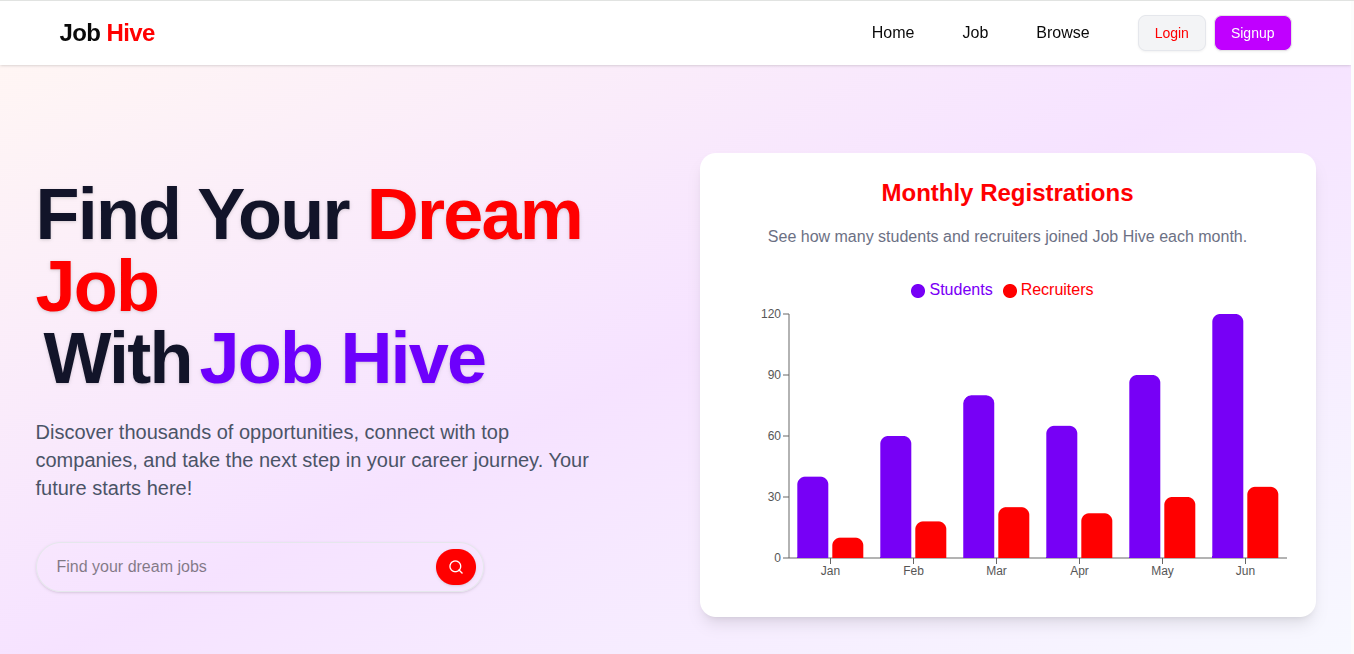 Job Hive
Home Job Browse Login Signup
Find Your Dream
Job
With Job Hive
Discover thousands of opportunities, connect with top
companies, and take the next step in your career journey. Your
future starts here!
Find your dream jobs
Monthly Registrations
See how many students and recruiters joined Job Hive each month.
Students Recruiters
120
90
60
30
0
Jan Feb Mar Apr May Jun